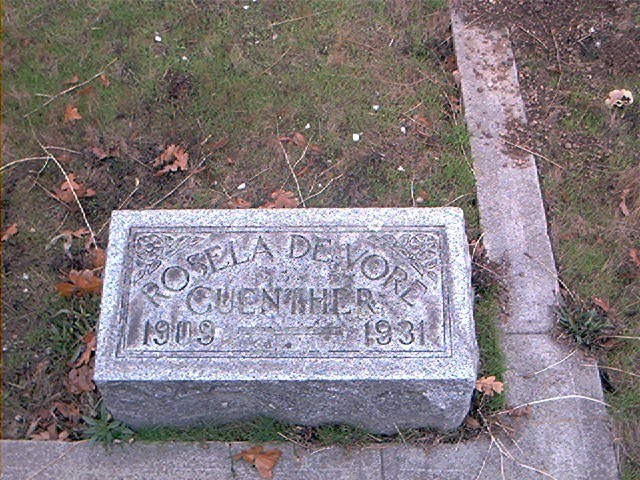 ROSELA DE VORE
GUENTHER
1909 1931